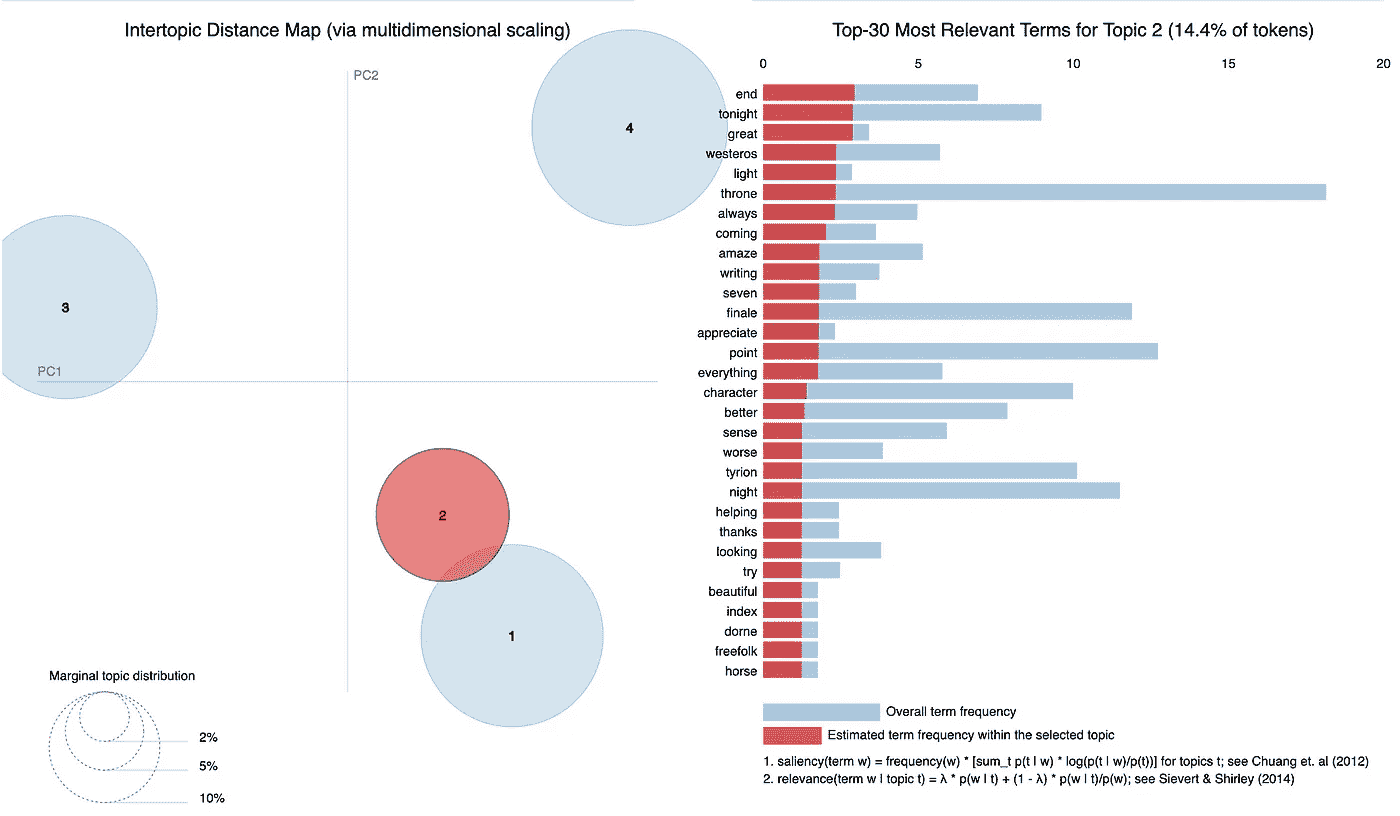 Intertopic Distance Map (via multidimensional scaling)
PC2
4
3
PC1
2
1
Marginal topic distribution
2%
5%
10%
Top-30 Most Relevant Terms for Topic 2 (14.4% of tokens)
0 5 10 15 20
end
tonight
great
westeros
light
throne
always
coming
amaze
writing
seven
finale
appreciate
point
everything
character
better
sense
worse
tyrion
night
helping
thanks
looking
try
beautiful
index
dorne
freefolk
horse
Overall term frequency
Estimated term frequency within the selected topic
1. saliency(term w) = frequency(w) * [sum_t p(t | w) * log(p(t | w)/p(t))] for topics t; see Chuang et. al (2012)
2. relevance(term w | topic t) = λ * p(w | t) + (1 - λ) * p(w | t)/p(w); see Sievert & Shirley (2014)